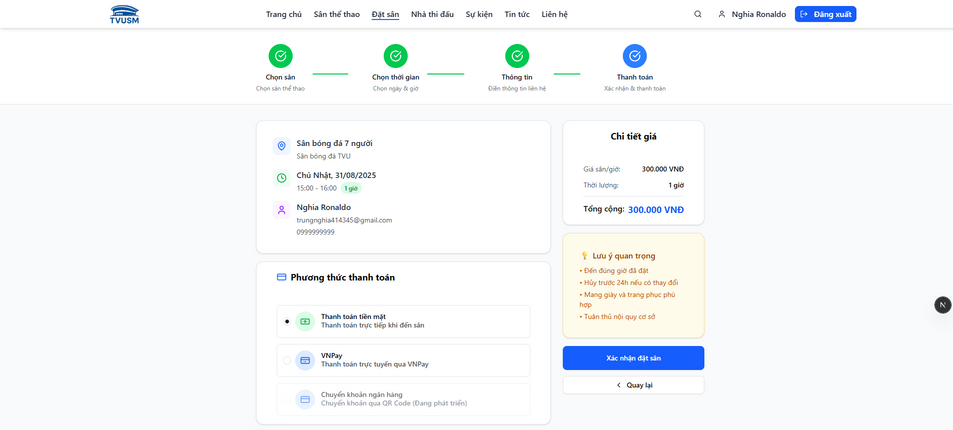 TVUSM
Trang chủ Sân thể thao Đặt sân Nhà thi đấu Sự kiện Tin tức Liên hệ Nghia Ronaldo Đăng xuất
Chọn sân Chọn thời gian Thông tin Thanh toán
Chọn sân thể thao Chọn ngày & giờ Điền thông tin liên hệ Xác nhận & thanh toán
Sân bóng đá 7 người
Sân bóng đá TVU
Chủ Nhật, 31/08/2025
15:00 - 16:00 1 giờ
Nghia Ronaldo
trungnghia414345@gmail.com
0999999999
Phương thức thanh toán
Thanh toán tiền mặt
Thanh toán trực tiếp khi đến sân
VNPay
Thanh toán trực tuyến qua VNPay
Chuyển khoản ngân hàng
Chuyển khoản qua QR Code (Đang phát triển)
Chi tiết giá
Giá sân/giờ: 300.000 VNĐ
Thời lượng: 1 giờ
Tổng cộng: 300.000 VNĐ
Lưu ý quan trọng
• Đến đúng giờ đã đặt
• Hủy trước 24h nếu có thay đổi
• Mang giày và trang phục phù
hợp
• Tuân thủ nội quy cơ sở
Xác nhận đặt sân
Quay lại
N